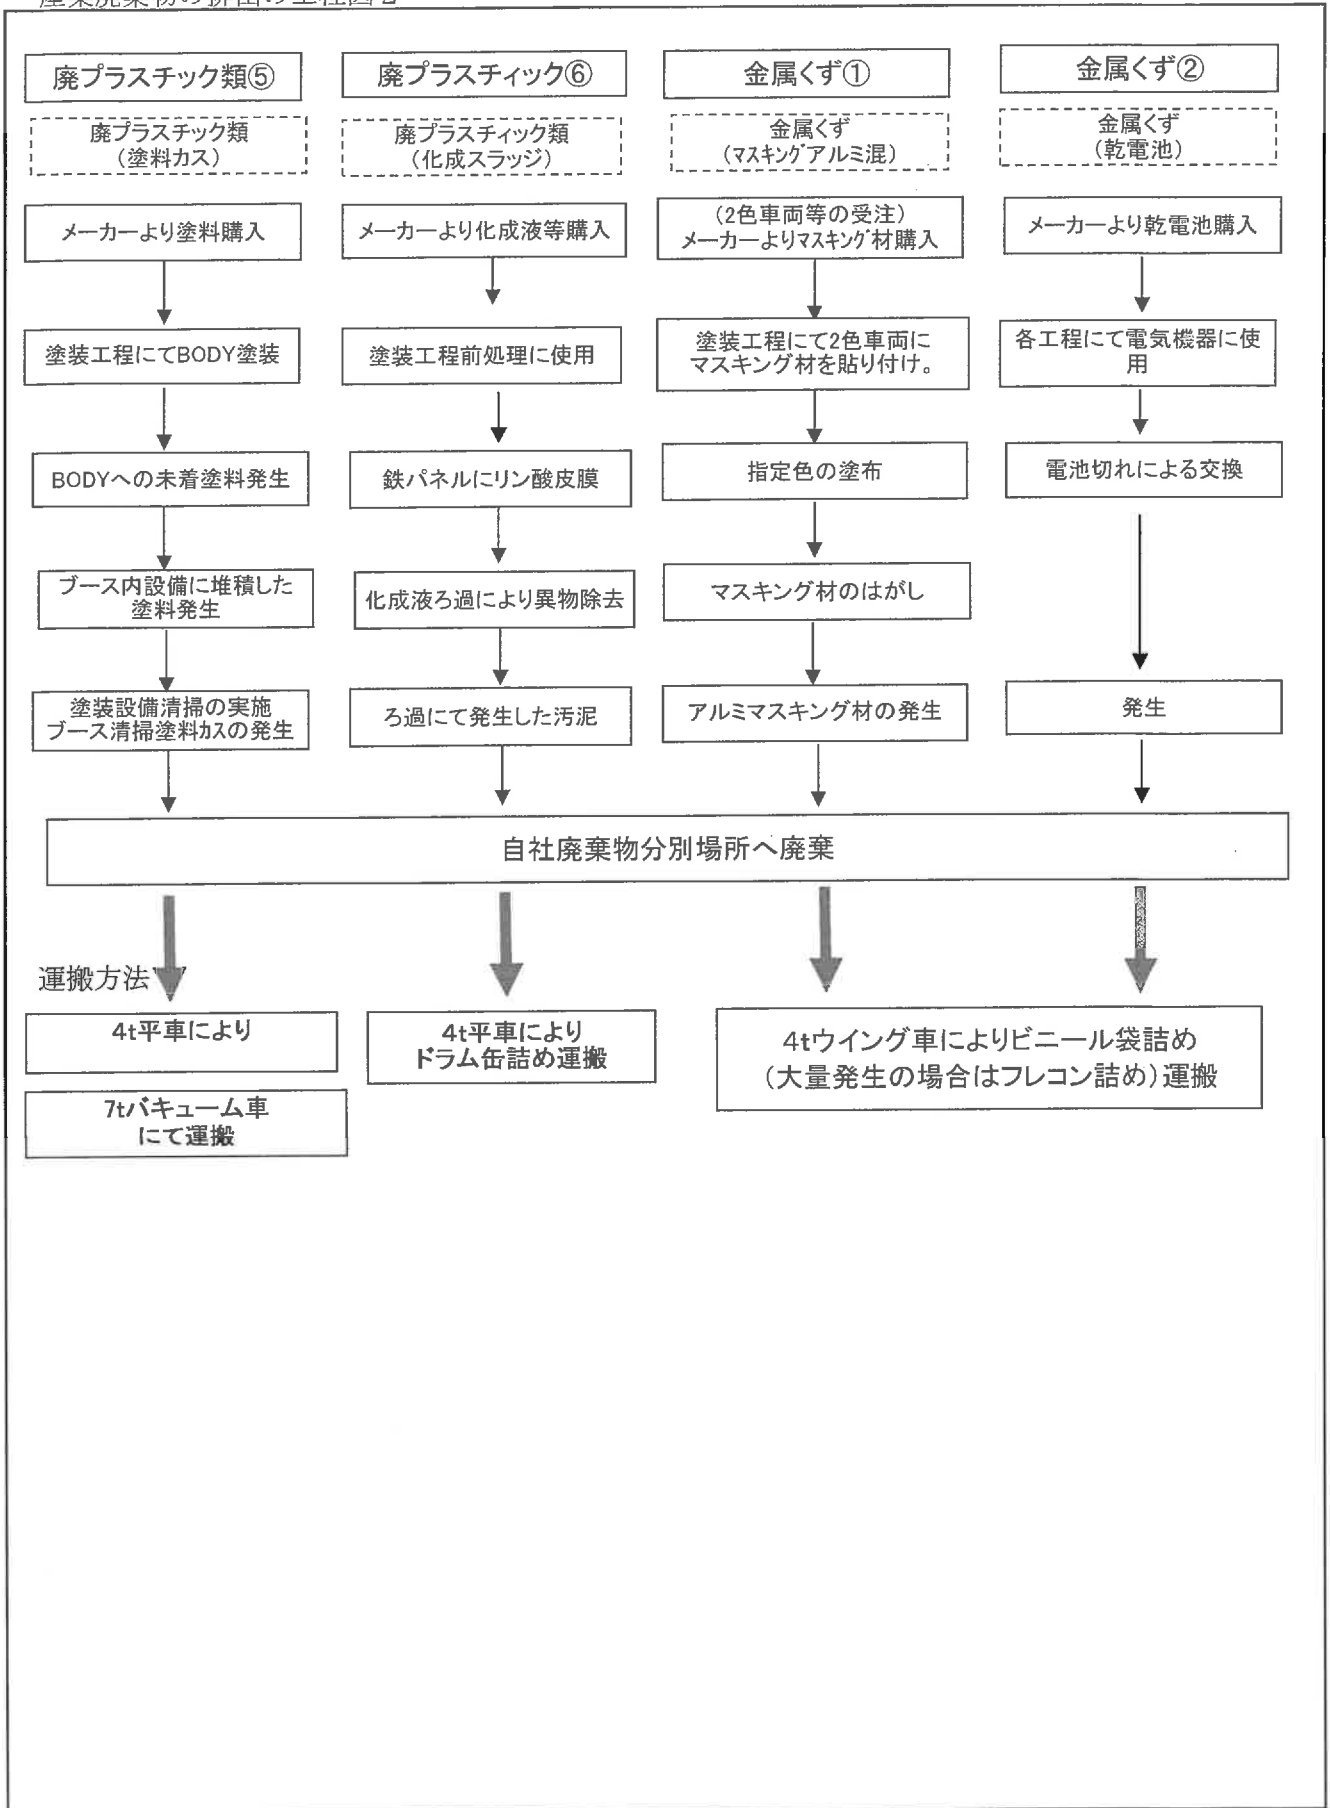 産業廃棄物の排出の工程図2
廃プラスチック類⑤
廃プラスチック類
(塗料カス)
メーカーより塗料購入
塗装工程にてBODY塗装
BODYへの未着塗料発生
ブース内設備に堆積した
塗料発生
塗装設備清掃の実施
ブース清掃塗料カスの発生
廃プラスティック⑥
廃プラスティック類
(化成スラッジ)
メーカーより化成液等購入
塗装工程前処理に使用
鉄パネルにリン酸皮膜
化成液ろ過により異物除去
ろ過にて発生した汚泥
金属くず①
金属くず
(マスキングアルミ混)
(2色車両等の受注)
メーカーよりマスキング材購入
塗装工程にて2色車両に
マスキング材を貼り付け。
指定色の塗布
マスキング材のはがし
アルミマスキング材の発生
金属くず②
金属くず
(乾電池)
メーカーより乾電池購入
各工程にて電気機器に使
用
電池切れによる交換
発生
自社廃棄物分別場所へ廃棄
運搬方法
4t平車により
7tバキューム車
にて運搬
4t平車により
ドラム缶詰め運搬
4tウイング車によりビニール袋詰め
(大量発生の場合はフレコン詰め)運搬